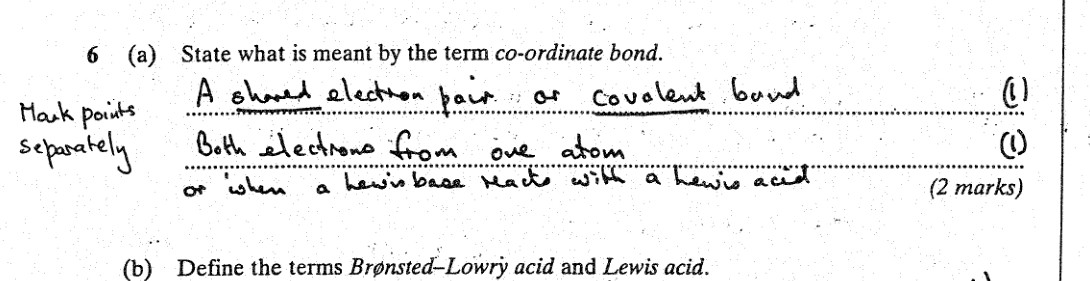 6 (a) State what is meant by the term co-ordinate bond.
A shared electron pair or covalent bond (1)
Mark points
separately
Both electrons from one atom (1)
or when a Lewis base reacts with a Lewis acid
(2 marks)
(b) Define the terms Brønsted–Lowry acid and Lewis acid.